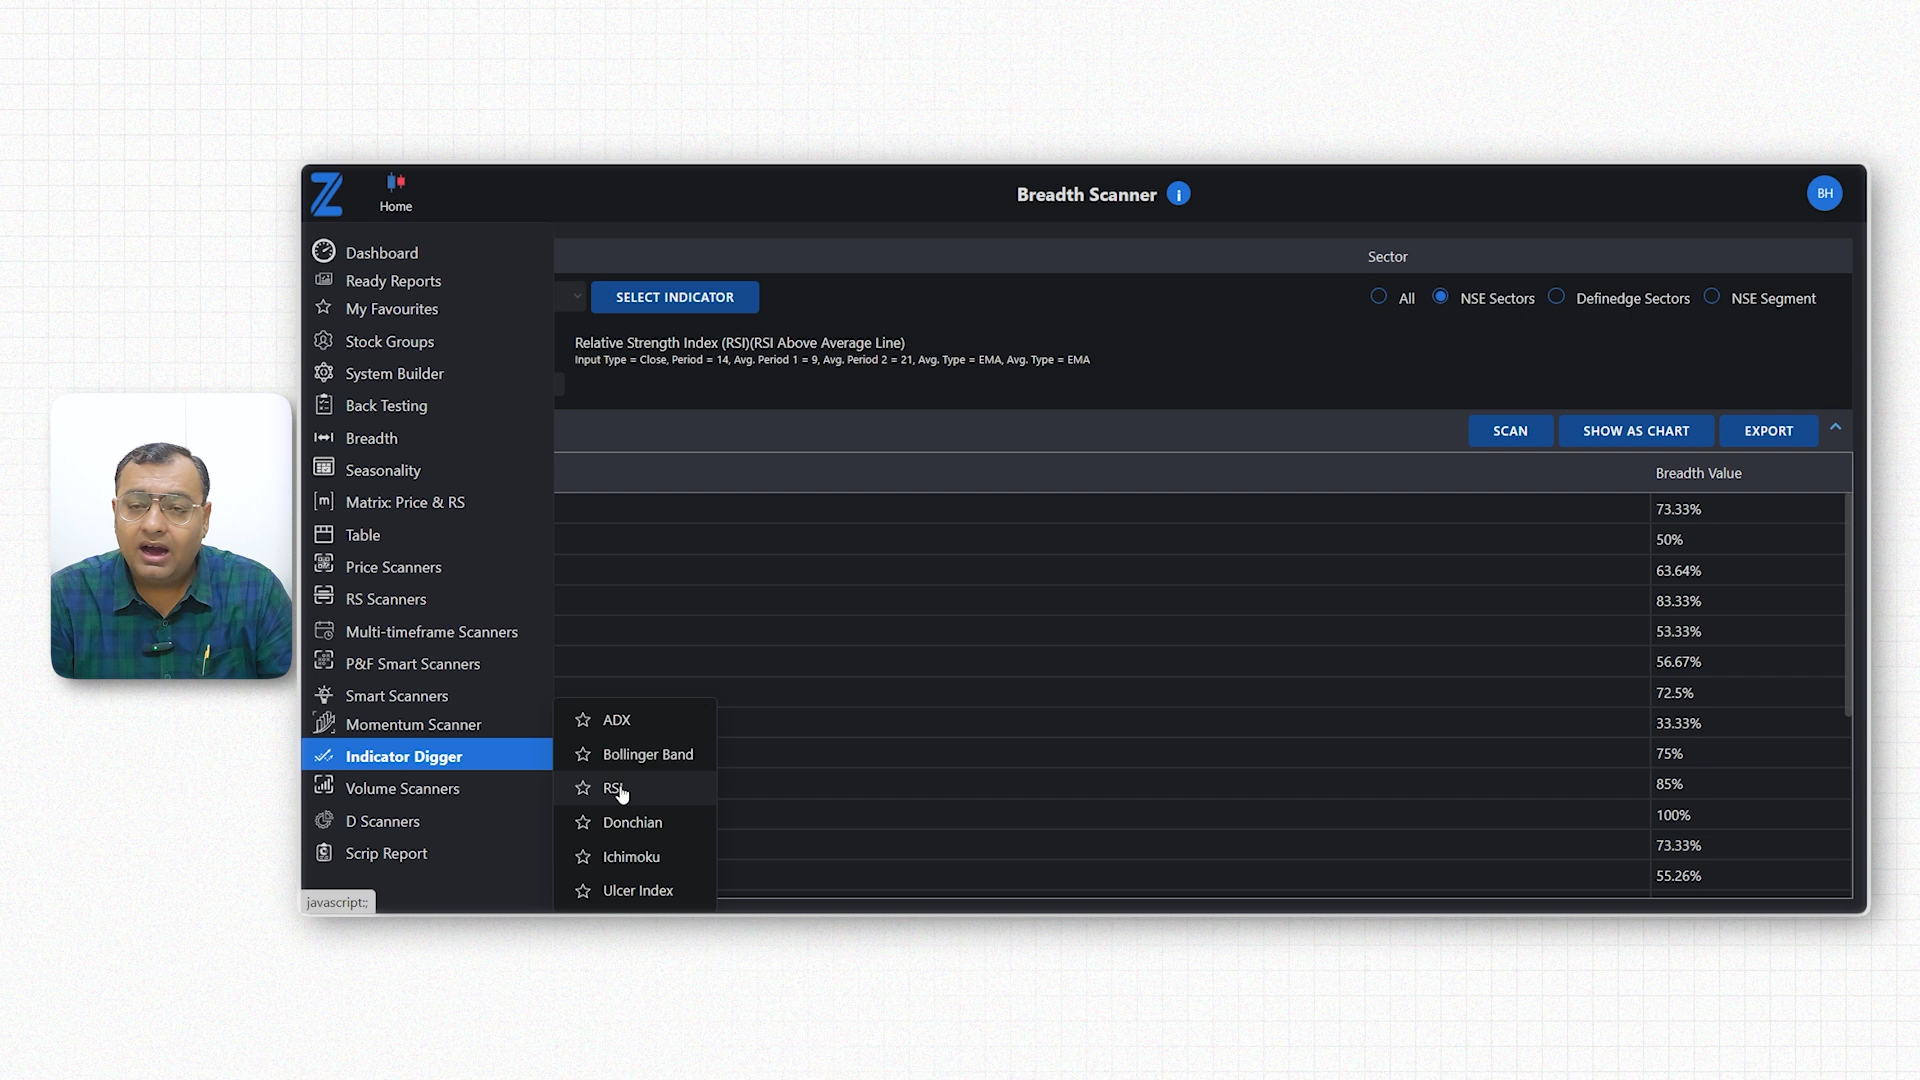 Home
Breadth Scanner
i
BH
Dashboard
Ready Reports
My Favourites
Stock Groups
System Builder
Back Testing
Breadth
Seasonality
Matrix: Price & RS
Table
Price Scanners
RS Scanners
Multi-timeframe Scanners
P&F Smart Scanners
Smart Scanners
Momentum Scanner
Indicator Digger
Volume Scanners
D Scanners
Scrip Report
javascript:;
ADX
Bollinger Band
RSI
Donchian
Ichimoku
Ulcer Index
Sector
SELECT INDICATOR
All
NSE Sectors
Definedge Sectors
NSE Segment
Relative Strength Index (RSI)(RSI Above Average Line)
Input Type = Close, Period = 14, Avg. Period 1 = 9, Avg. Period 2 = 21, Avg. Type = EMA, Avg. Type = EMA
SCAN
SHOW AS CHART
EXPORT
Breadth Value
73.33%
50%
63.64%
83.33%
53.33%
56.67%
72.5%
33.33%
75%
85%
100%
73.33%
55.26%